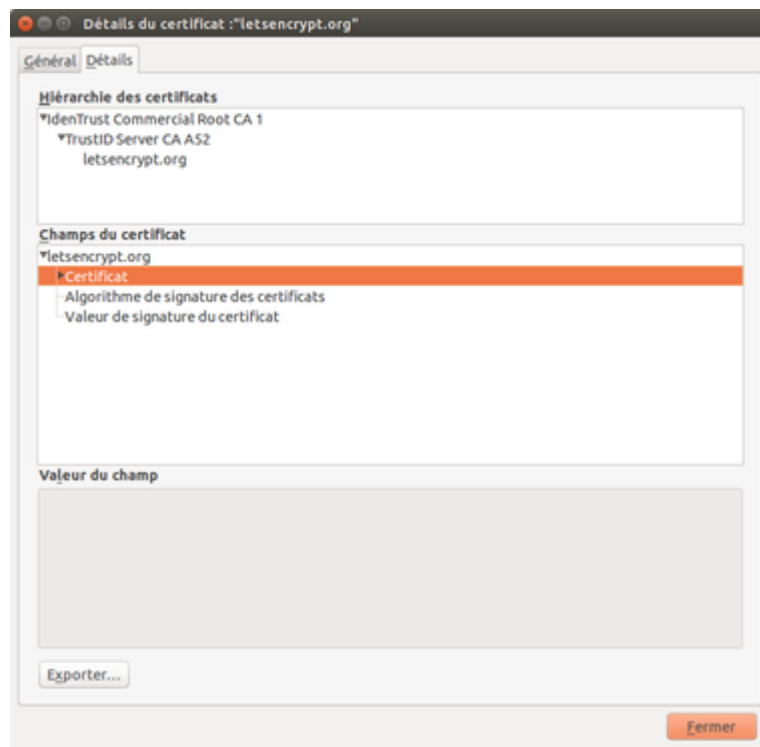 Détails du certificat :"letsencrypt.org"
Général Détails
Hiérarchie des certificats
IdenTrust Commercial Root CA 1
TrustID Server CA A52
letsencrypt.org
Champs du certificat
letsencrypt.org
Certificat
Algorithme de signature des certificats
Valeur de signature du certificat
Valeur du champ
Exporter...
Fermer